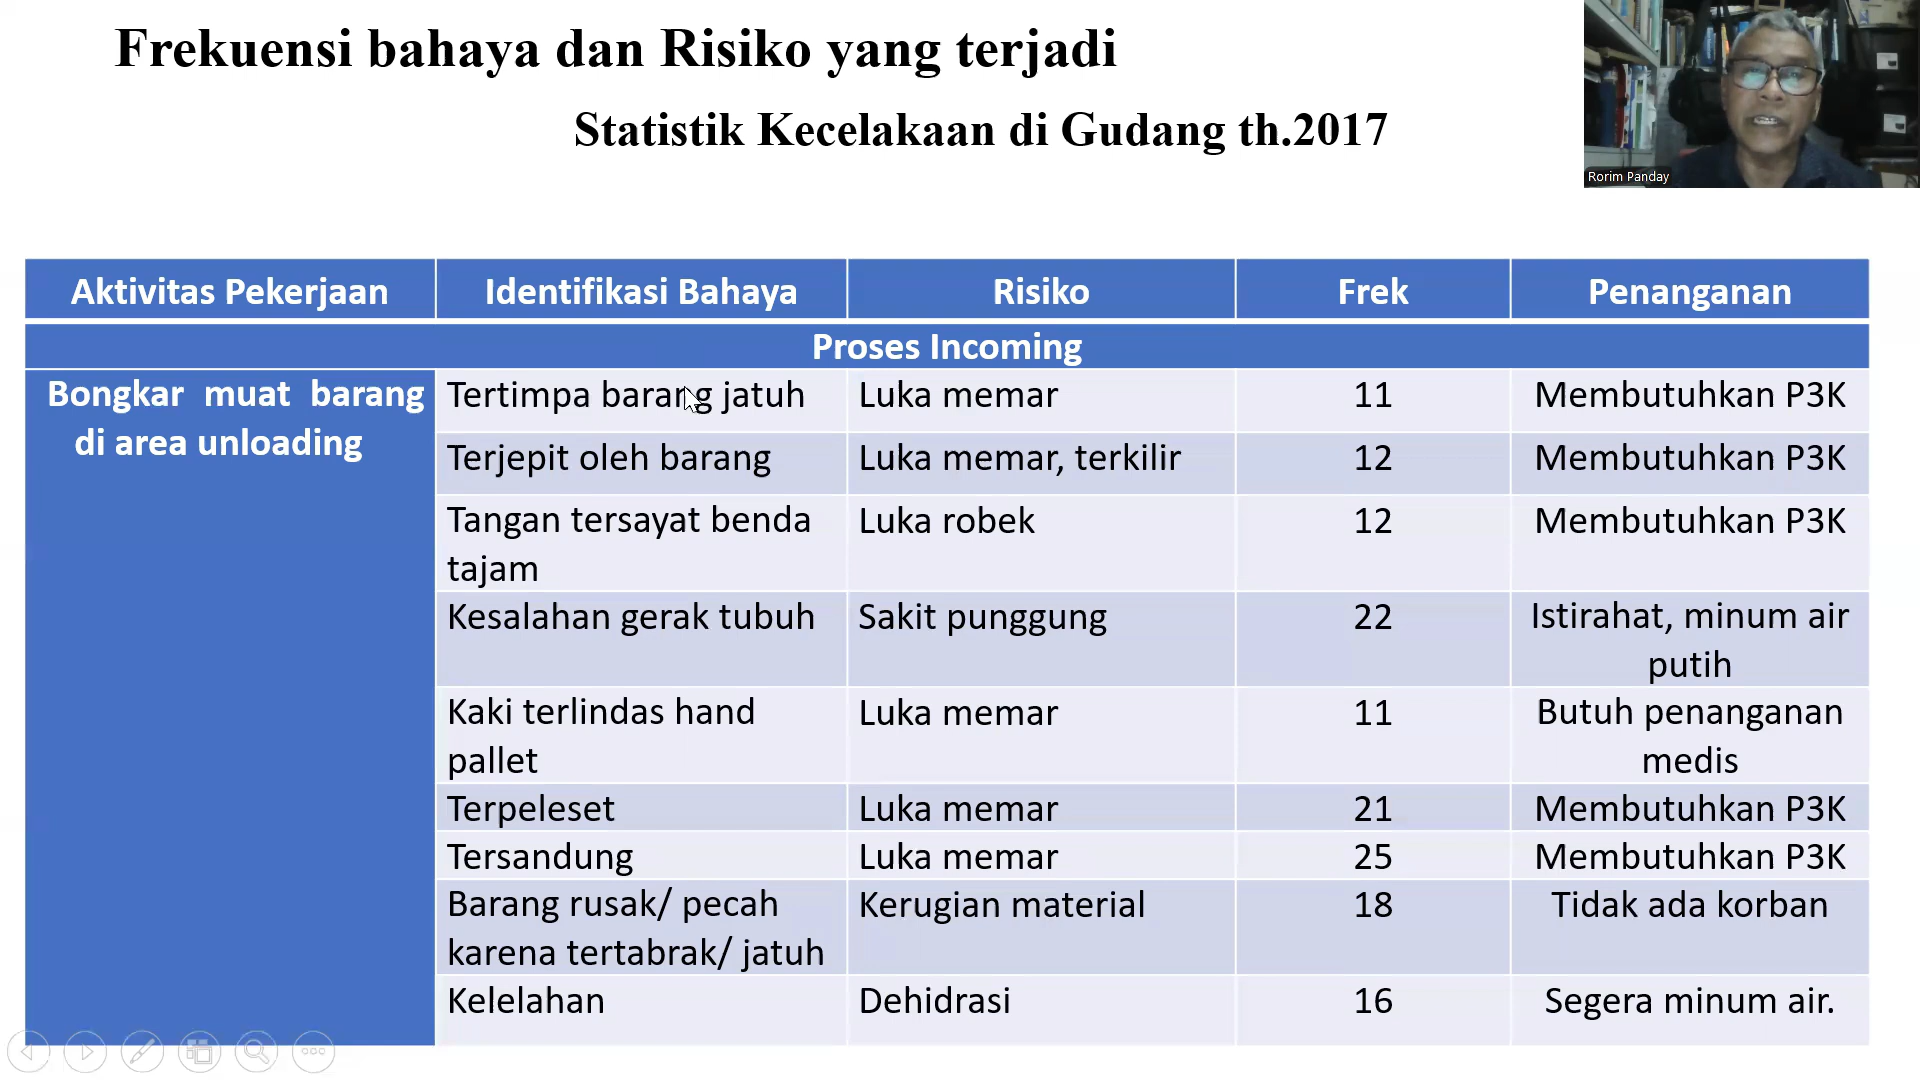 Frekuensi bahaya dan Risiko yang terjadi
Statistik Kecelakaan di Gudang th.2017
Rorim Panday
Aktivitas Pekerjaan Identifikasi Bahaya Risiko Frek Penanganan
Proses Incoming
Bongkar muat barang
di area unloading
Tertimpa barang jatuh Luka memar 11 Membutuhkan P3K
Terjepit oleh barang Luka memar, terkilir 12 Membutuhkan P3K
Tangan tersayat benda
tajam
Luka robek 12 Membutuhkan P3K
Kesalahan gerak tubuh Sakit punggung 22 Istirahat, minum air
putih
Kaki terlindas hand
pallet
Luka memar 11 Butuh penanganan
medis
Terpeleset Luka memar 21 Membutuhkan P3K
Tersandung Luka memar 25 Membutuhkan P3K
Barang rusak/ pecah
karena tertabrak/ jatuh
Kerugian material 18 Tidak ada korban
Kelelahan Dehidrasi 16 Segera minum air.